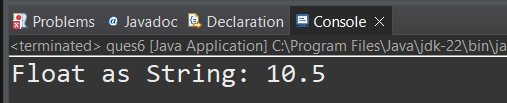 Problems @ Javadoc Declaration Console
<terminated> ques6 [Java Application] C:\Program Files\Java\jdk-22\bin\ja
Float as String: 10.5